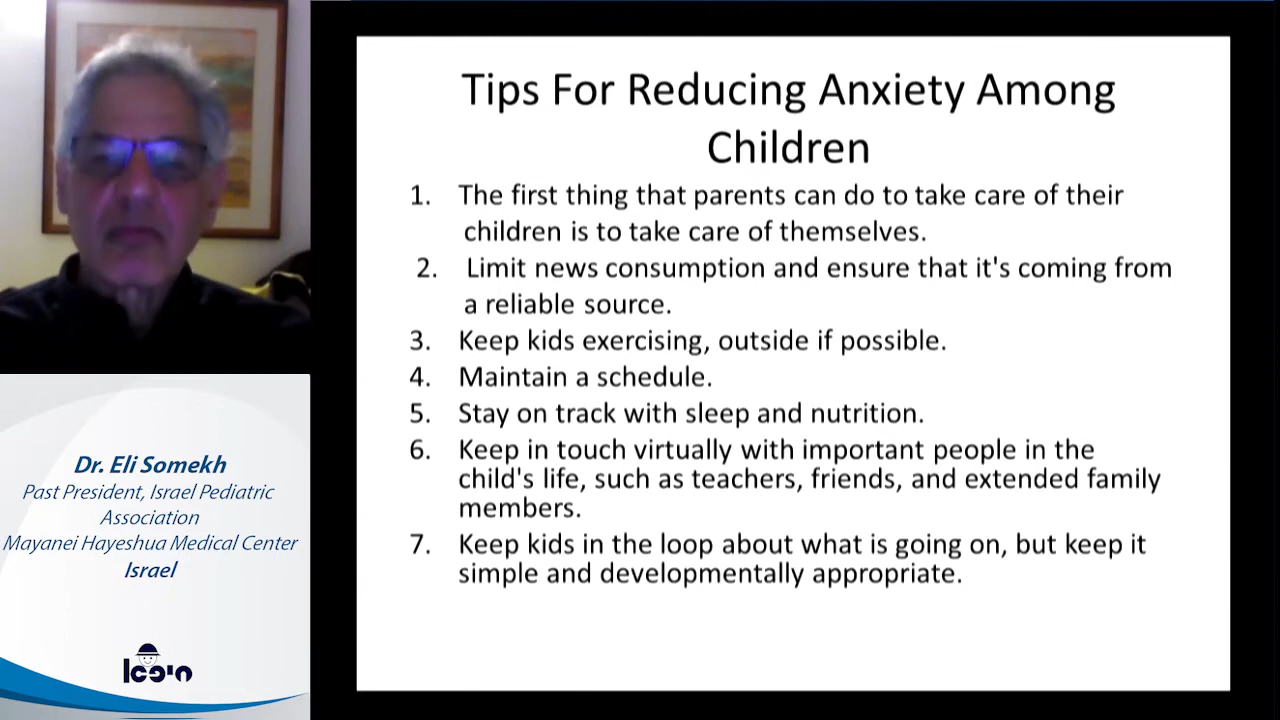 Tips For Reducing Anxiety Among
Children
1. The first thing that parents can do to take care of their
children is to take care of themselves.
2. Limit news consumption and ensure that it's coming from
a reliable source.
3. Keep kids exercising, outside if possible.
4. Maintain a schedule.
5. Stay on track with sleep and nutrition.
6. Keep in touch virtually with important people in the
child's life, such as teachers, friends, and extended family
members.
7. Keep kids in the loop about what is going on, but keep it
simple and developmentally appropriate.
Dr. Eli Somekh
Past President, Israel Pediatric
Association
Mayanei Hayeshua Medical Center
Israel